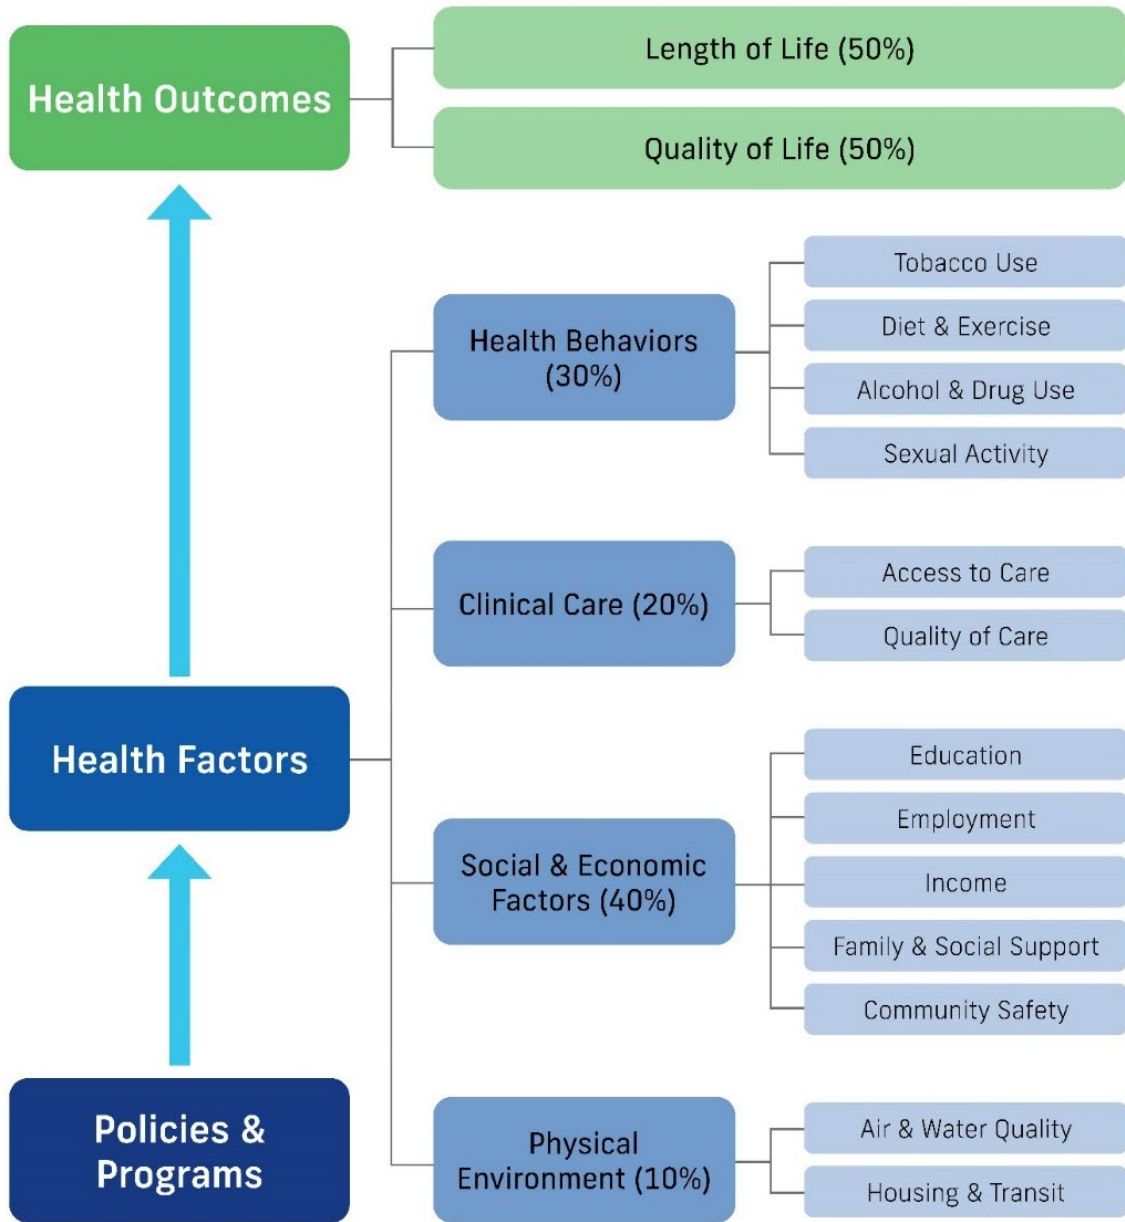 Health Outcomes
Length of Life (50%)
Quality of Life (50%)
Health Factors
Health Behaviors
(30%)
Tobacco Use
Diet & Exercise
Alcohol & Drug Use
Sexual Activity
Clinical Care (20%)
Access to Care
Quality of Care
Social & Economic
Factors (40%)
Education
Employment
Income
Family & Social Support
Community Safety
Physical
Environment (10%)
Air & Water Quality
Housing & Transit
Policies &
Programs